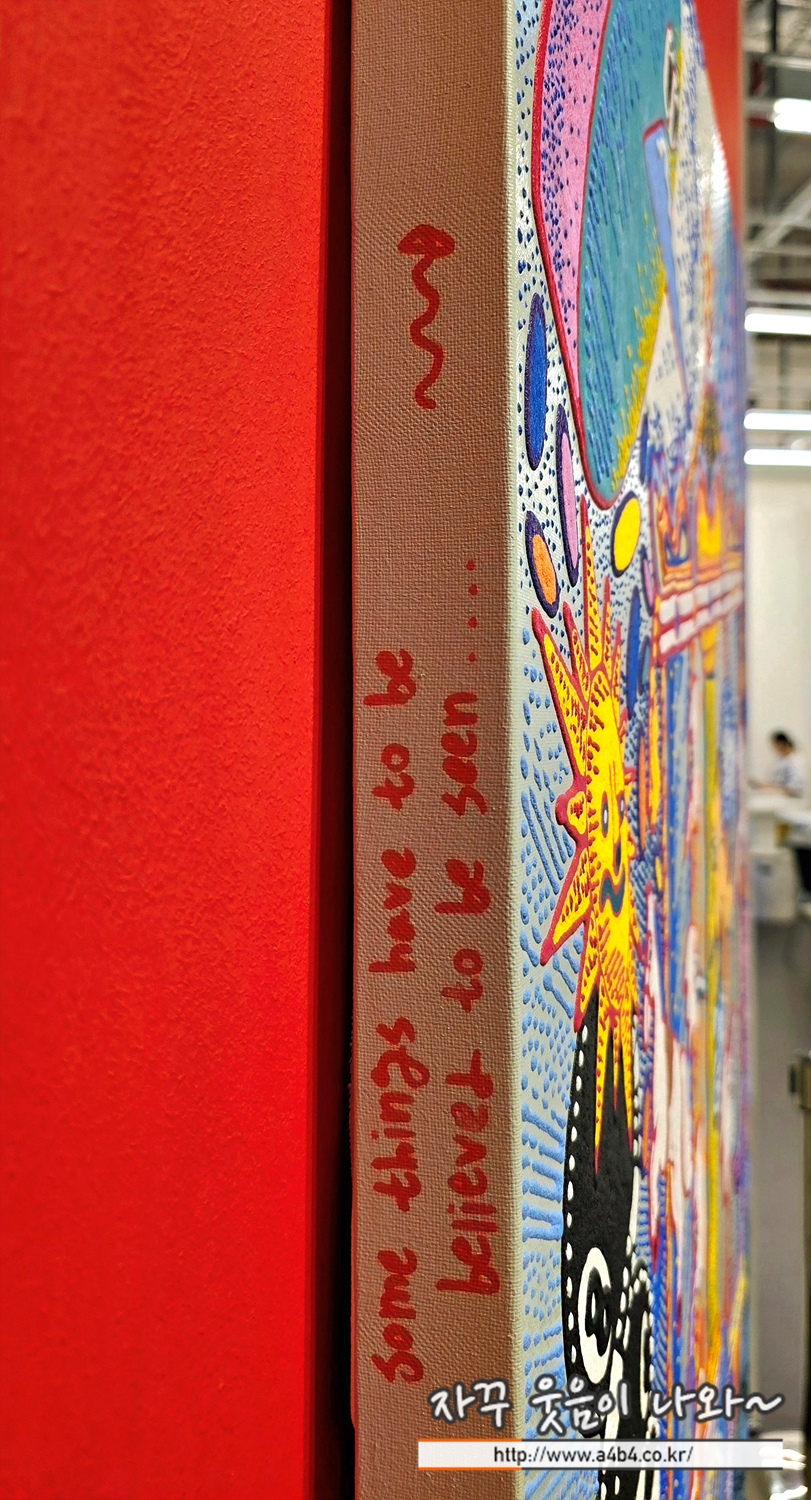 some things have to be
believed to be seen.....
자꾸 웃음이 나와~
http://www.a4b4.co.kr/